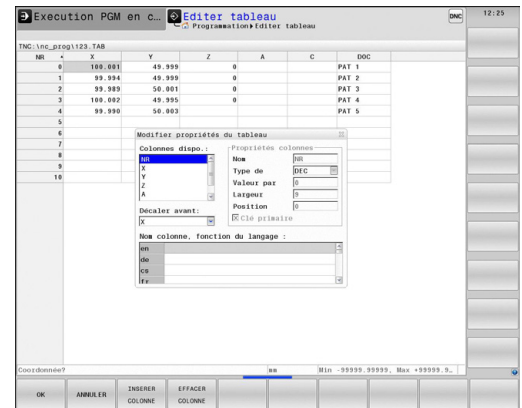 Execution PGM en c... Editer tableau DNC 12:25
Programmation Editer tableau
TNC:\nc_prog\123.TAB
NR X Y Z A C DOC
0 100.001 49.999 0 PAT 1
1 99.994 49.999 0 PAT 2
2 99.989 50.001 0 PAT 3
3 100.002 49.995 0 PAT 4
4 99.990 50.003 PAT 5
5
6
7
8
9
10
Modifier propriétés du tableau
Colonnes dispo.: Propriétés colonnes
NR Nom NR
X Type de DEC
Y Valeur par 0
Z Largeur 9
A Position 0
Décaler avant: Clé primaire
X
Nom colonne, fonction du langage :
en
de
cs
fr
Coordonnée? mm Min -99999.99999, Max +99999.9…
OK ANNULER INSERER COLONNE EFFACER COLONNE